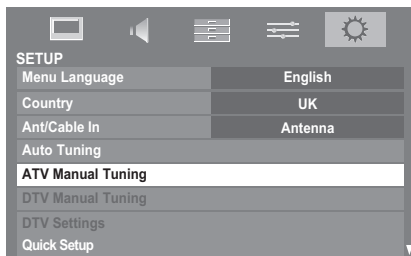 SETUP
Menu Language English
Country UK
Ant/Cable In Antenna
Auto Tuning
ATV Manual Tuning
DTV Manual Tuning
DTV Settings
Quick Setup